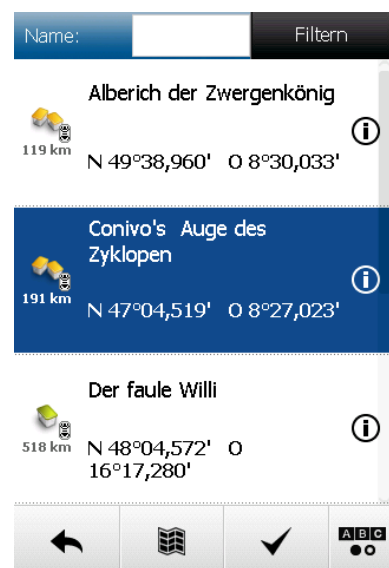 Name: Filtern
Alberich der Zwergenkönig
119 km
N 49°38,960' O 8°30,033'
Conivo's Auge des
Zyklopen
191 km
N 47°04,519' O 8°27,023'
Der faule Willi
518 km
N 48°04,572' O
16°17,280'
A B C